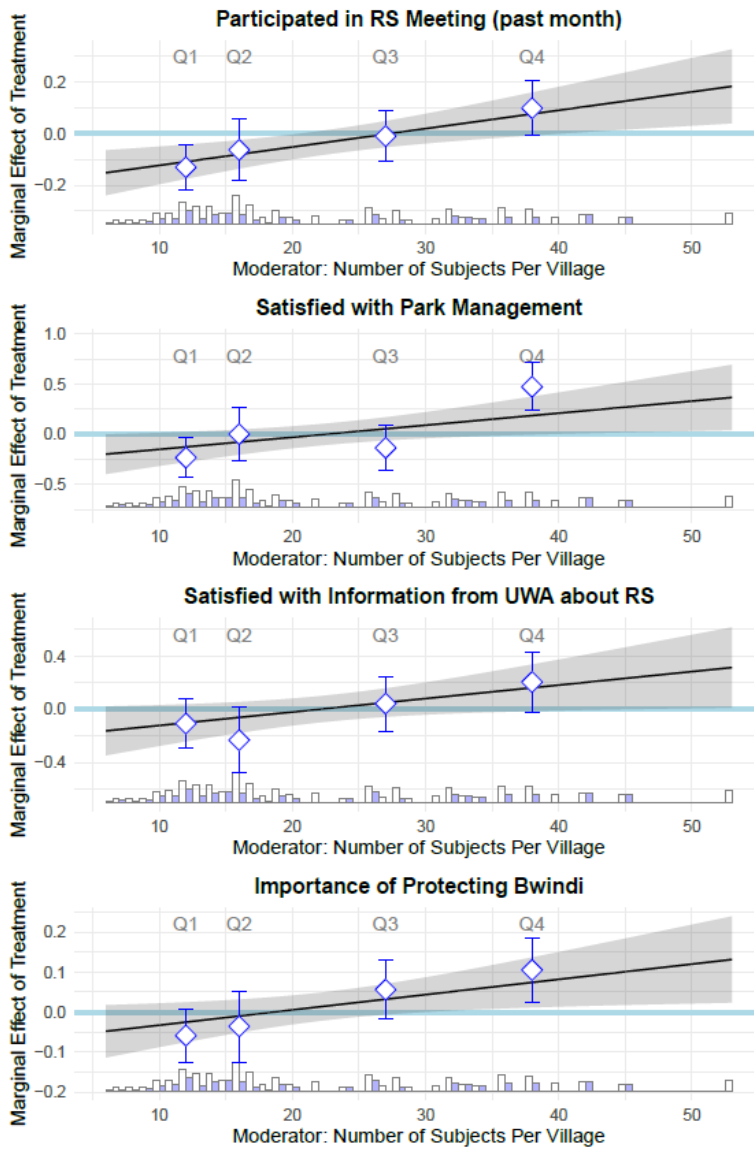 Participated in RS Meeting (past month)
Marginal Effect of Treatment
Q1 Q2 Q3 Q4
0.2
0.0
−0.2
10 20 30 40 50
Moderator: Number of Subjects Per Village
Satisfied with Park Management
Marginal Effect of Treatment
1.0
Q1 Q2 Q3 Q4
0.5
0.0
−0.5
10 20 30 40 50
Moderator: Number of Subjects Per Village
Satisfied with Information from UWA about RS
Marginal Effect of Treatment
Q1 Q2 Q3 Q4
0.4
0.0
−0.4
10 20 30 40 50
Moderator: Number of Subjects Per Village
Importance of Protecting Bwindi
Marginal Effect of Treatment
Q1 Q2 Q3 Q4
0.2
0.1
0.0
−0.1
−0.2
10 20 30 40 50
Moderator: Number of Subjects Per Village